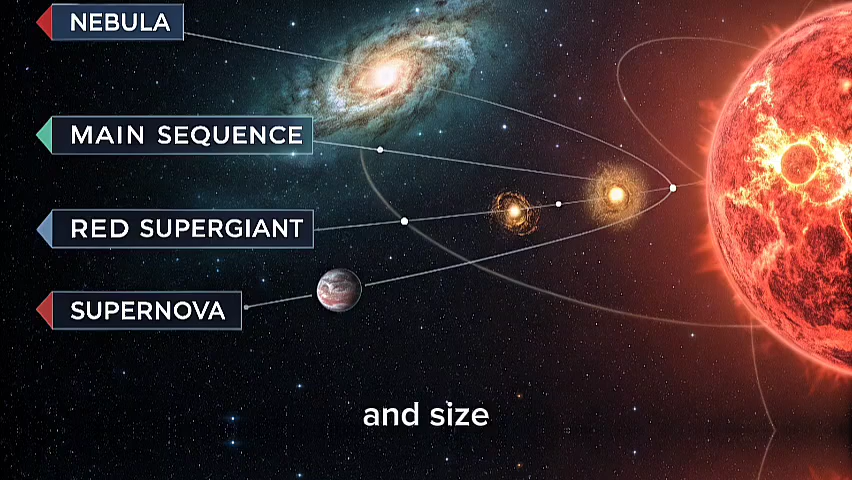 NEBULA
MAIN SEQUENCE
RED SUPERGIANT
SUPERNOVA
and size